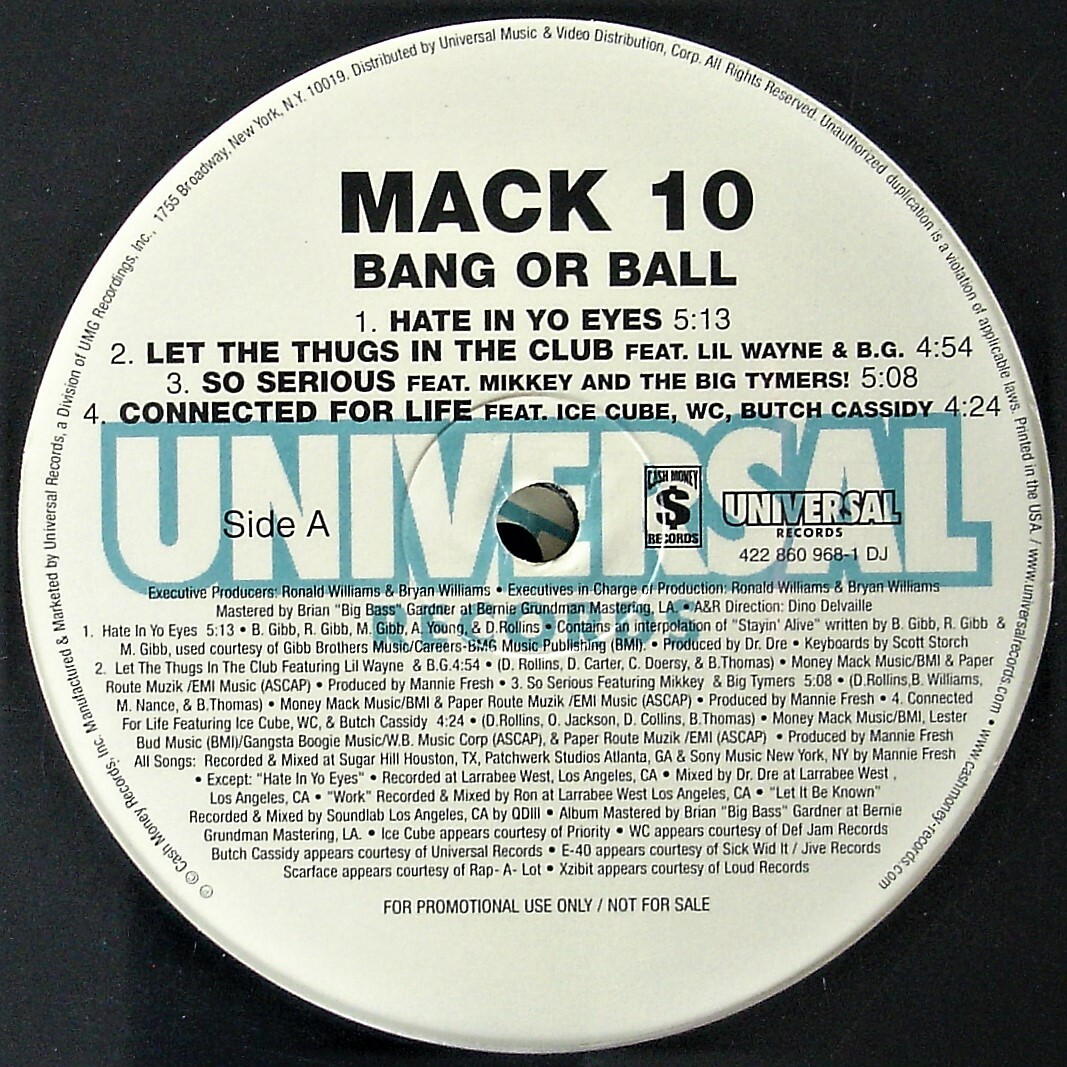 ℗ © Cash Money Records, Inc. Manufactured & Marketed by Universal Records, a Division of UMG Recordings, Inc., 1755 Broadway, New York, N.Y. 10019. Distributed by Universal Music & Video Distribution, Corp. All Rights Reserved. Unauthorized duplication is a violation of applicable laws. Printed in the USA. / www.universalrecords.com • www.cashmoney-records.com
MACK 10
BANG OR BALL
1. HATE IN YO EYES 5:13
2. LET THE THUGS IN THE CLUB FEAT. LIL WAYNE & B.G. 4:54
3. SO SERIOUS FEAT. MIKKEY AND THE BIG TYMERS! 5:08
4. CONNECTED FOR LIFE FEAT. ICE CUBE, WC, BUTCH CASSIDY 4:24
UNIVERSAL
RECORDS
Side A
CASH MONEY
$
RECORDS
UNIVERSAL
RECORDS
422 860 968-1 DJ
Executive Producers: Ronald Williams & Bryan Williams • Executives in Charge of Production: Ronald Williams & Bryan Williams
Mastered by Brian "Big Bass" Gardner at Bernie Grundman Mastering, LA. • A&R Direction: Dino Delvaille
1. Hate In Yo Eyes 5:13 • B. Gibb, R. Gibb, M. Gibb, A. Young, & D.Rollins • Contains an interpolation of "Stayin' Alive" written by B. Gibb, R. Gibb &
M. Gibb, used courtesy of Gibb Brothers Music/Careers-BMG Music Publishing (BMI). • Produced by Dr. Dre • Keyboards by Scott Storch
2. Let The Thugs In The Club Featuring Lil Wayne & B.G.4:54 • (D. Rollins, D. Carter, C. Doersy, & B.Thomas) • Money Mack Music/BMI & Paper
Route Muzik /EMI Music (ASCAP) • Produced by Mannie Fresh • 3. So Serious Featuring Mikkey & Big Tymers 5:08 • (D.Rollins,B. Williams,
M. Nance, & B.Thomas) • Money Mack Music/BMI & Paper Route Muzik /EMI Music (ASCAP) • Produced by Mannie Fresh • 4. Connected
For Life Featuring Ice Cube, WC, & Butch Cassidy 4:24 • (D.Rollins, O. Jackson, D. Collins, B.Thomas) • Money Mack Music/BMI, Lester
Bud Music (BMI)/Gangsta Boogie Music/W.B. Music Corp (ASCAP), & Paper Route Muzik /EMI (ASCAP) • Produced by Mannie Fresh
All Songs: Recorded & Mixed at Sugar Hill Houston, TX, Patchwerk Studios Atlanta, GA & Sony Music New York, NY by Mannie Fresh
• Except: "Hate In Yo Eyes" • Recorded at Larrabee West, Los Angeles, CA • Mixed by Dr. Dre at Larrabee West ,
Los Angeles, CA • "Work" Recorded & Mixed by Ron at Larrabee West Los Angeles, CA • "Let It Be Known"
Recorded & Mixed by Soundlab Los Angeles, CA by QDIII • Album Mastered by Brian "Big Bass" Gardner at Bernie
Grundman Mastering, LA. • Ice Cube appears courtesy of Priority • WC appears courtesy of Def Jam Records
Butch Cassidy appears courtesy of Universal Records • E-40 appears courtesy of Sick Wid It / Jive Records
Scarface appears courtesy of Rap- A- Lot • Xzibit appears courtesy of Loud Records
FOR PROMOTIONAL USE ONLY / NOT FOR SALE